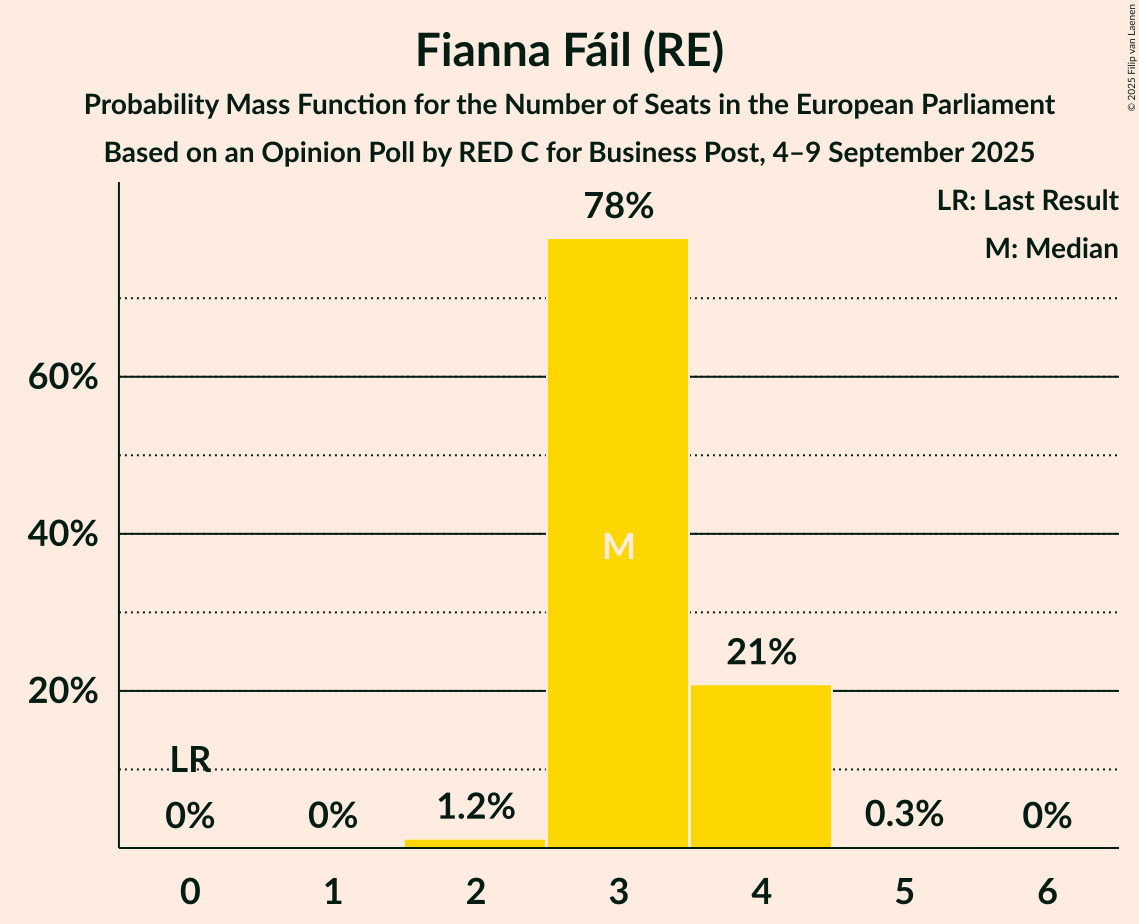 Fianna Fáil (RE)
Probability Mass Function for the Number of Seats in the European Parliament
Based on an Opinion Poll by RED C for Business Post, 4–9 September 2025
© 2025 Filip van Laenen
LR: Last Result
M: Median
78%
60%
40%
M
21%
20%
LR
0%
0%
1.2%
0.3%
0%
0
1
2
3
4
5
6